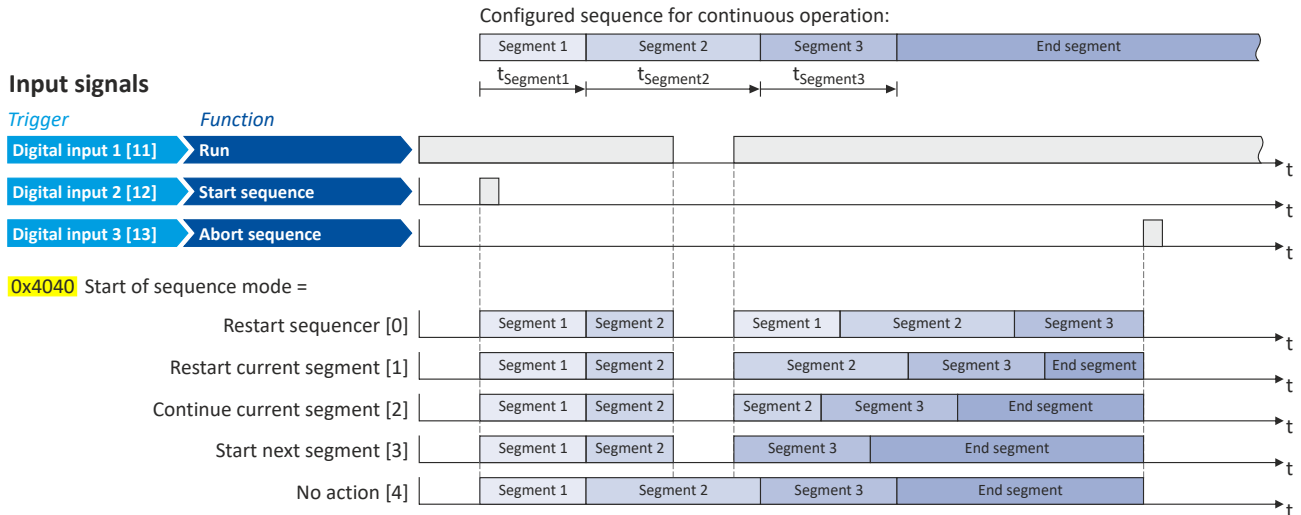 Configured sequence for continuous operation:
Segment 1 Segment 2 Segment 3 End segment
tSegment1 tSegment2 tSegment3
Input signals
Trigger Function
Digital input 1 [11] Run
t
Digital input 2 [12] Start sequence
t
Digital input 3 [13] Abort sequence
t
0x4040 Start of sequence mode =
Restart sequencer [0] Segment 1 Segment 2 Segment 1 Segment 2 Segment 3
t
Restart current segment [1] Segment 1 Segment 2 Segment 2 Segment 3 End segment
t
Continue current segment [2] Segment 1 Segment 2 Segment 2 Segment 3 End segment
t
Start next segment [3] Segment 1 Segment 2 Segment 3 End segment
t
No action [4] Segment 1 Segment 2 Segment 3 End segment
t